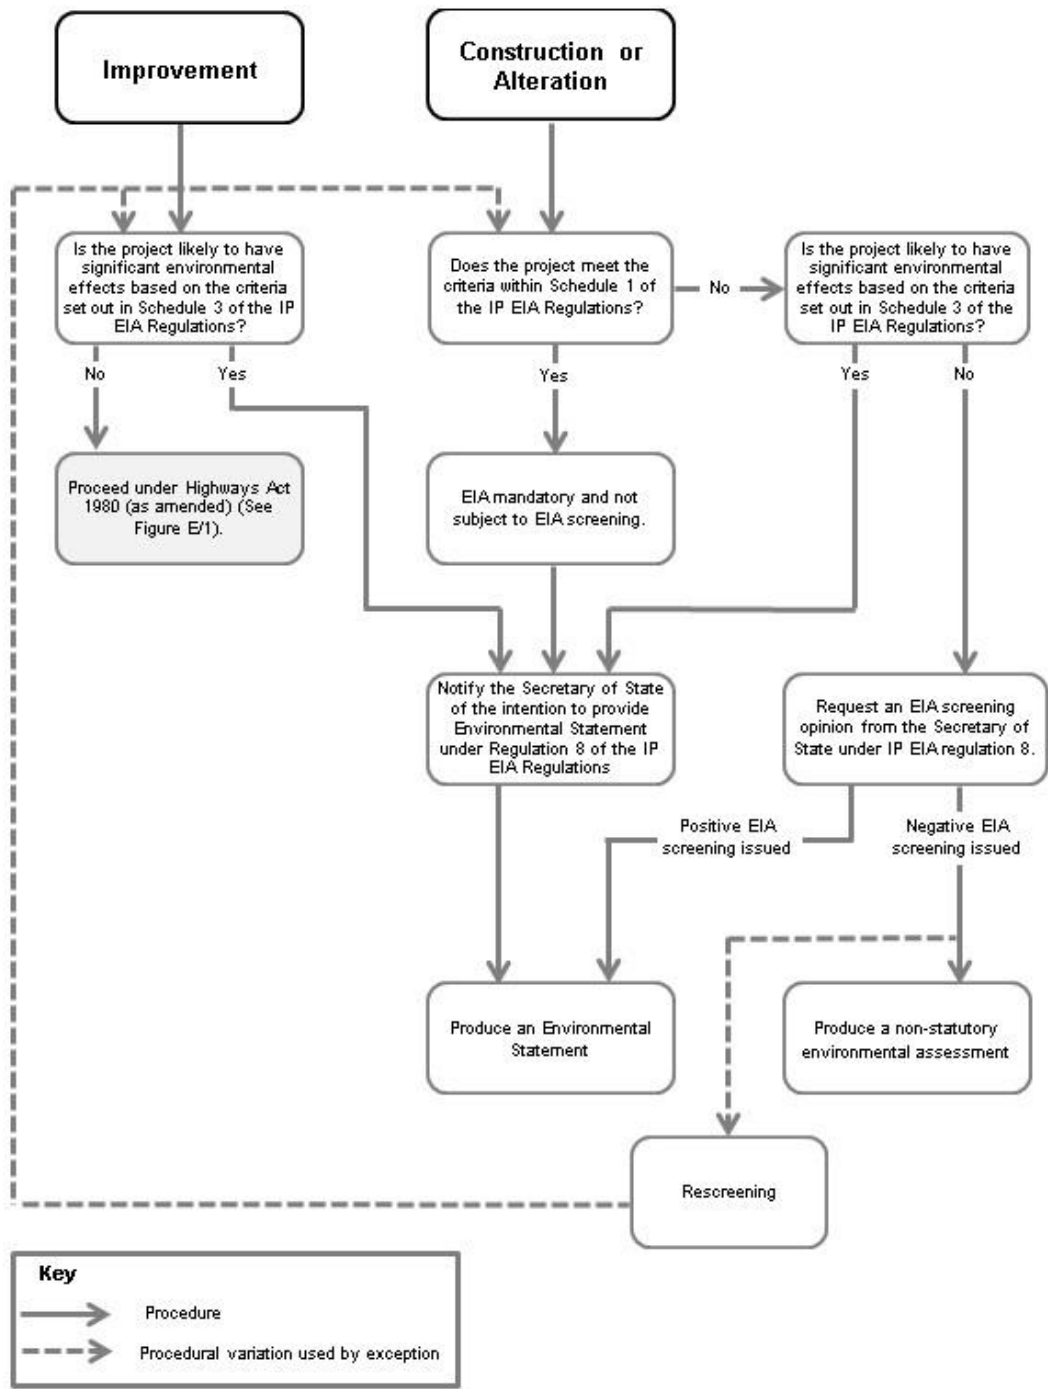 Improvement
Construction or
Alteration
Is the project likely to have
significant environmental
effects based on the criteria
set out in Schedule 3 of the IP
EIA Regulations?
Does the project meet the
criteria within Schedule 1 of
the IP EIA Regulations?
No
Is the project likely to have
significant environmental
effects based on the criteria
set out in Schedule 3 of the
IP EIA Regulations?
No
Yes
Yes
Yes
No
Proceed under Highways Act
1980 (as amended) (See
Figure E/1).
EIA mandatory and not
subject to EIA screening.
Notify the Secretary of State
of the intention to provide
Environmental Statement
under Regulation 8 of the IP
EIA Regulations
Request an EIA screening
opinion from the Secretary of
State under IP EIA regulation 8.
Positive EIA
screening issued
Negative EIA
screening issued
Produce an Environmental
Statement
Produce a non-statutory
environmental assessment
Rescreening
Key
Procedure
Procedural variation used by exception